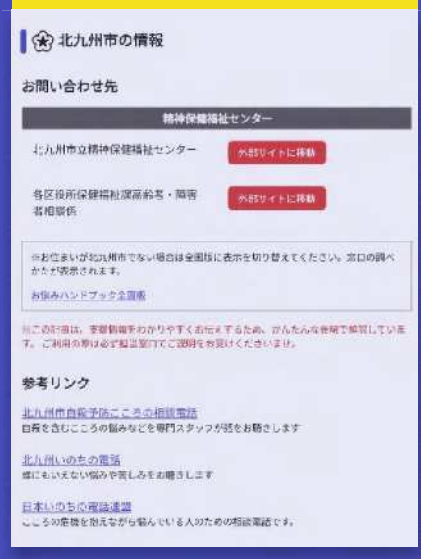 北九州市の情報
お問い合わせ先
精神保健福祉センター
北九州市立精神保健福祉センター
外部サイトに移動
各区役所保健福祉課高齢者・障害
者相談係
外部サイトに移動
※お住まいが北九州市でない場合は全国版に表示を切り替えてください。窓口の調べ
かたが表示されます。
お悩みハンドブック全国版
※この記事は、支援情報をわかりやすくお伝えするため、かんたんな表現で解説していま
す。ご利用の際は必ず担当窓口でご説明をお受けくださいませ。
参考リンク
北九州市自殺予防こころの相談電話
自殺を含むこころの悩みなどを専門スタッフが話をお聴きします
北九州いのちの電話
誰にもいえない悩みや苦しみをお聴きします
日本いのちの電話連盟
こころの危機を抱えながら悩んでいる人のための相談電話です。